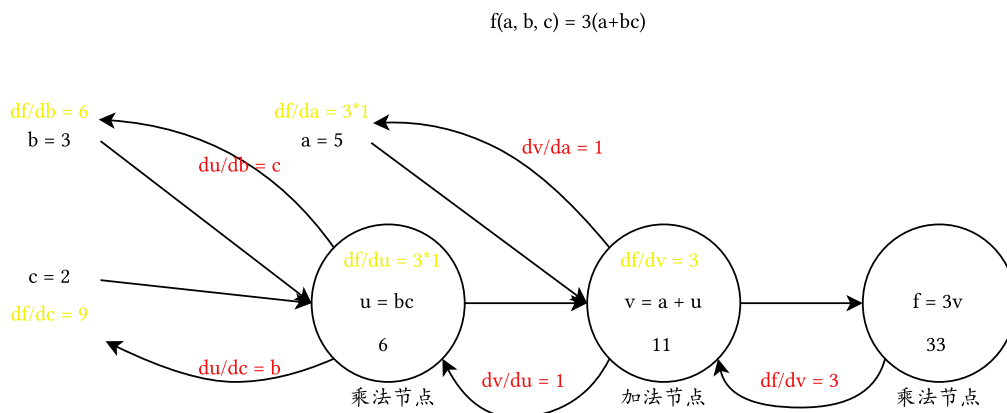 f(a, b, c) = 3(a+bc)
df/db = 6
b = 3
df/da = 3*1
a = 5
du/db = c
dv/da = 1
c = 2
df/dc = 9
df/du = 3*1
u = bc
6
df/dv = 3
v = a + u
11
f = 3v
33
du/dc = b
dv/du = 1
df/dv = 3
乘法节点
加法节点
乘法节点